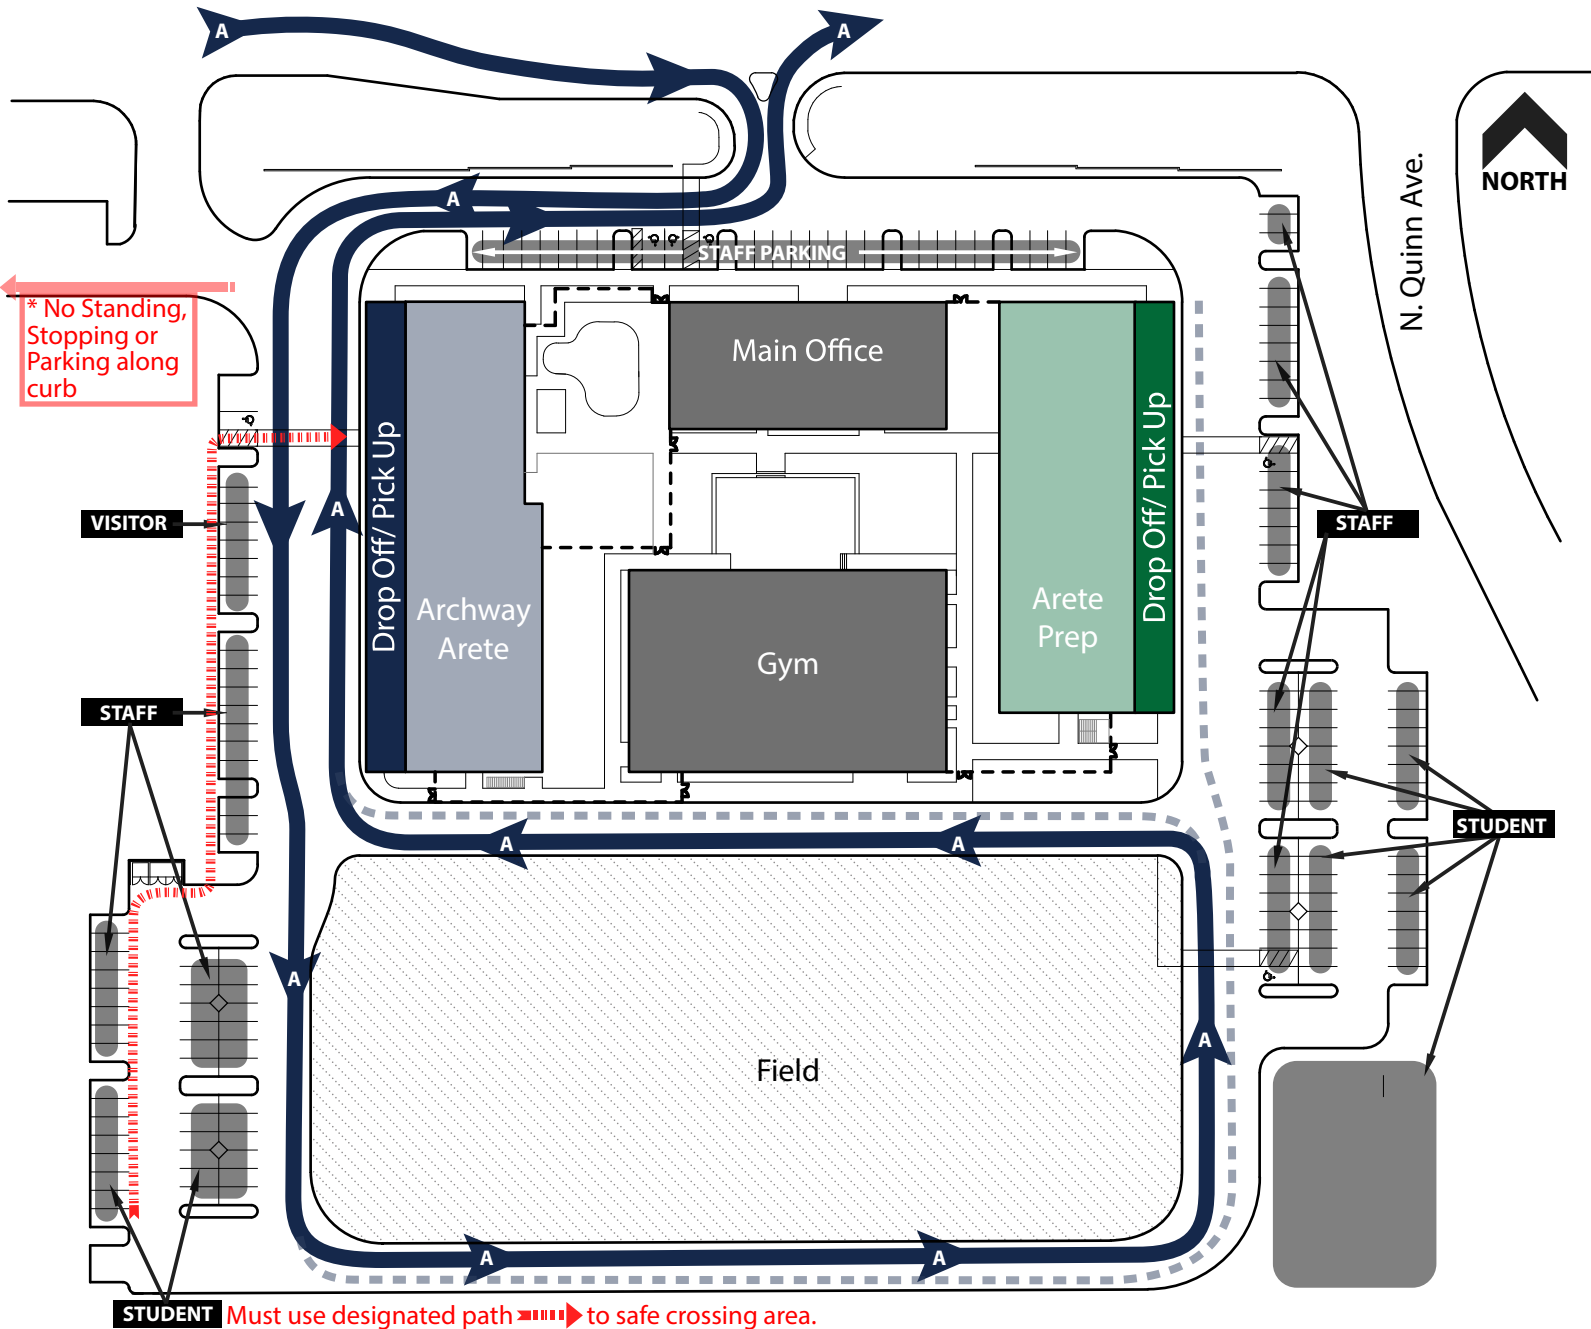 A
A
N. Quinn Ave.
NORTH
A
STAFF PARKING
* No Standing,
Stopping or
Parking along
curb
Main Office
Drop Off/ Pick Up
Drop Off/ Pick Up
A
VISITOR
STAFF
Archway
Arete
Arete
Prep
Gym
STAFF
STUDENT
A
A
A
A
Field
A
A
STUDENT
Must use designated path
to safe crossing area.